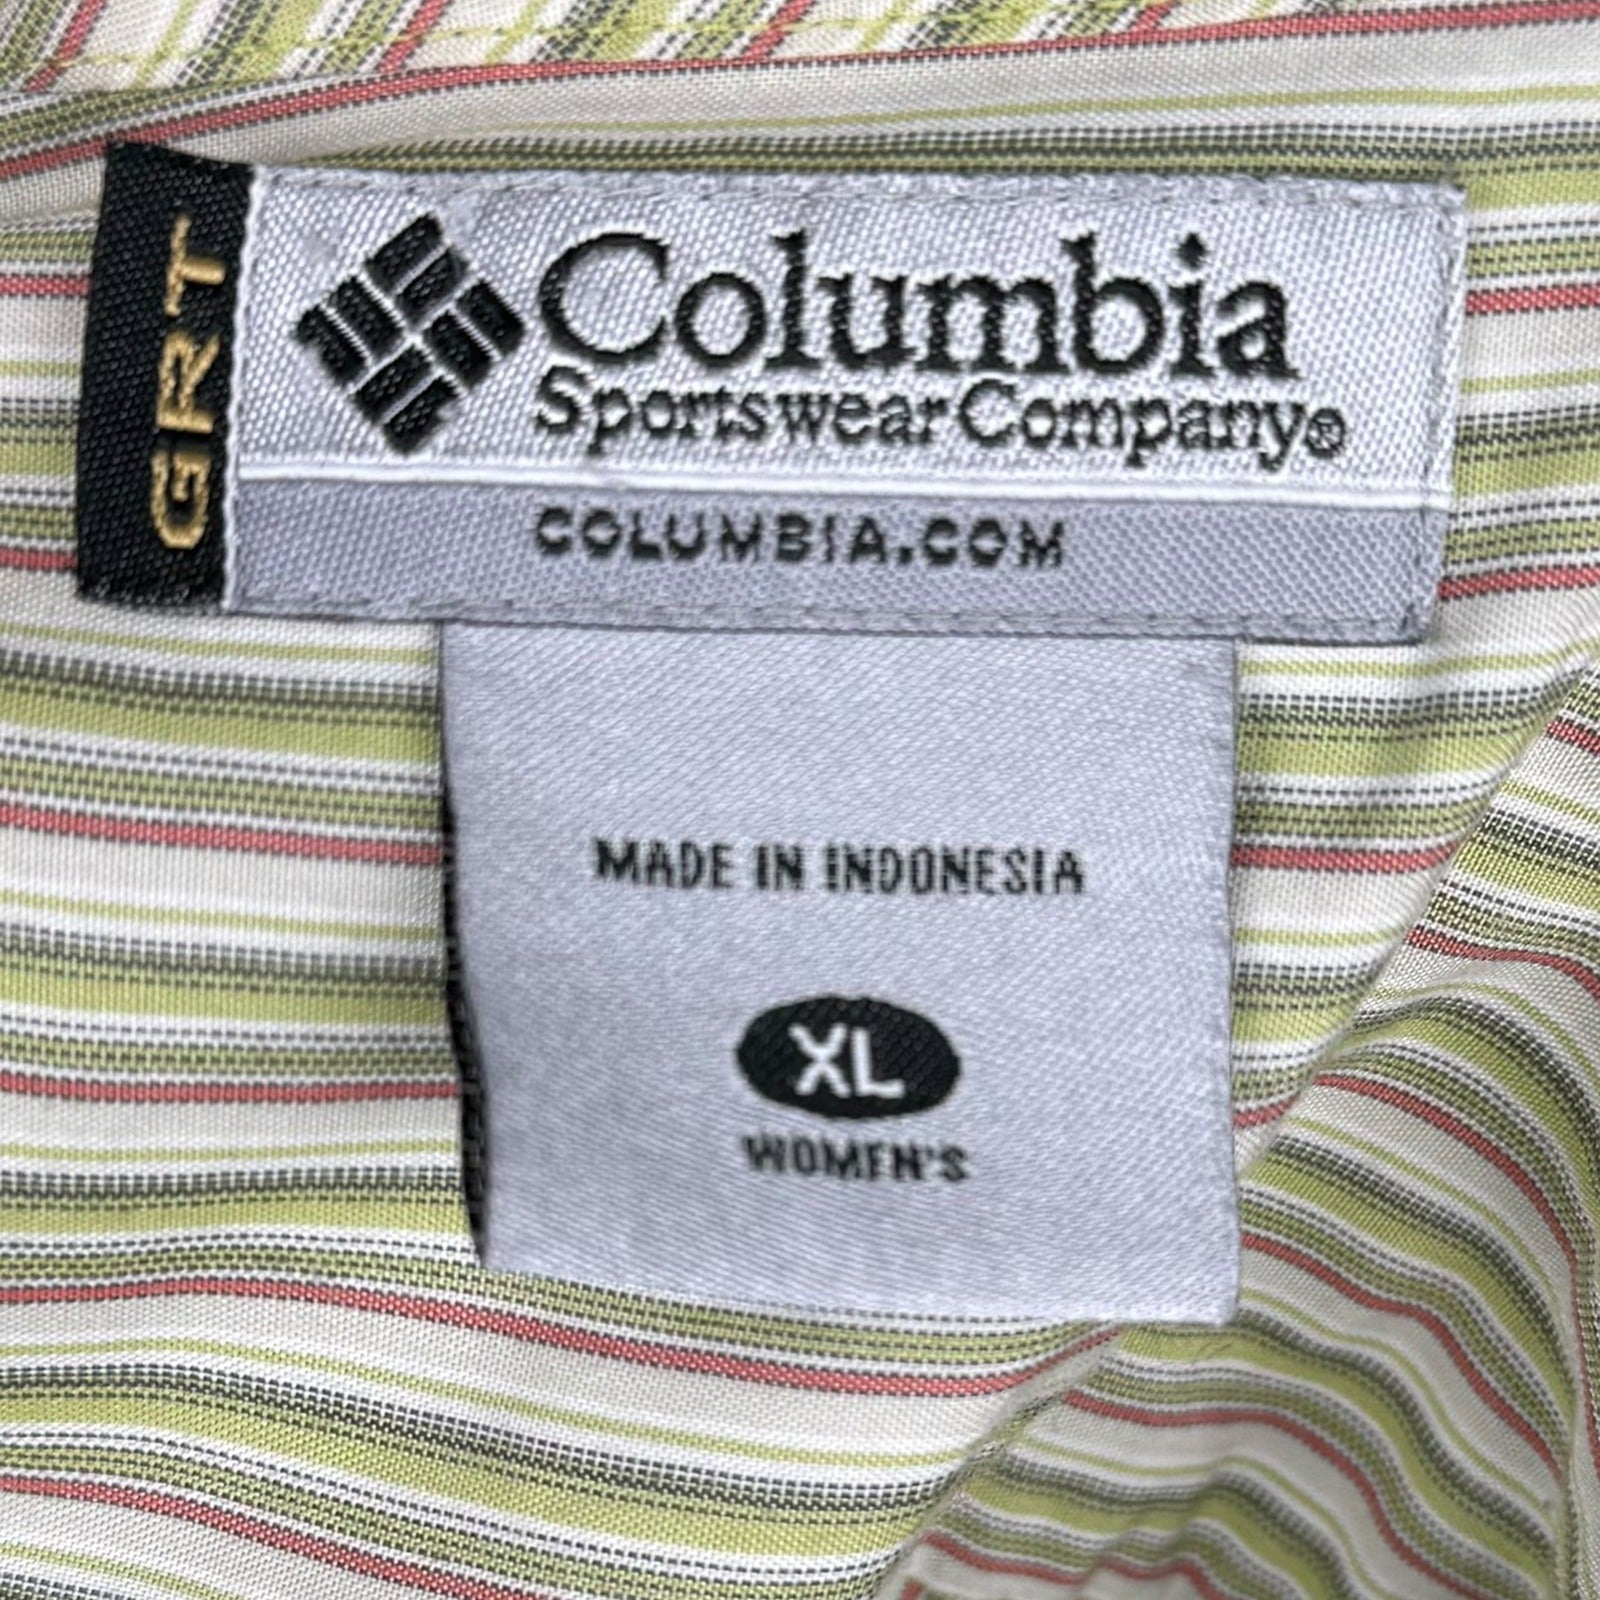 GRT
Columbia
Sportswear Company®
COLUMBIA.COM
MADE IN INDONESIA
XL
WOMEN'S